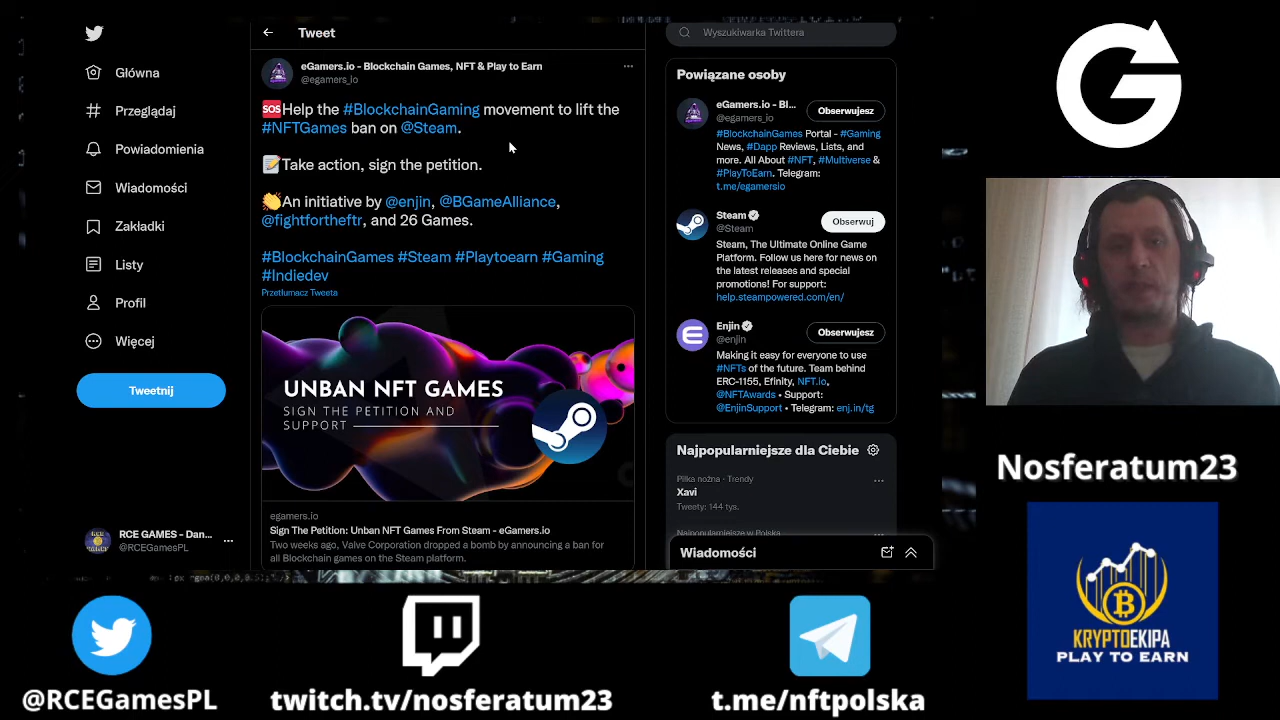 Tweet
Główna
Przeglądaj
Powiadomienia
Wiadomości
Zakładki
Listy
Profil
Więcej
Tweetnij
RCE GAMES - Dan...
@RCEGamesPL
eGamers.io - Blockchain Games, NFT & Play to Earn
@egamers_io
SOS Help the #BlockchainGaming movement to lift the
#NFTGames ban on @Steam.
Take action, sign the petition.
An initiative by @enjin, @BGameAlliance,
@fightfortheftr, and 26 Games.
#BlockchainGames #Steam #Playtoearn #Gaming
#Indiedev
Przetłumacz Tweeta
UNBAN NFT GAMES
SIGN THE PETITION AND
SUPPORT
egamers.io
Sign The Petition: Unban NFT Games From Steam - eGamers.io
Two weeks ago, Valve Corporation dropped a bomb by announcing a ban for
all Blockchain games on the Steam platform.
Wyszukiwarka Twittera
Powiązane osoby
eGamers.io - Bl...
@egamers_io
Obserwujesz
#BlockchainGames Portal - #Gaming
News, #Dapp Reviews, Lists, and
more. All About #NFT, #Multiverse &
#PlayToEarn. Telegram:
t.me/egamersio
Steam
@Steam
Obserwuj
Steam, The Ultimate Online Game
Platform. Follow us here for news on
the latest releases and special
promotions! For support:
help.steampowered.com/en/
Enjin
@enjin
Obserwujesz
Making it easy for everyone to use
#NFTs of the future. Team behind
ERC-1155, Efinity, NFT.io,
@NFTAwards • Support:
@EnjinSupport • Telegram: enj.in/tg
Najpopularniejsze dla Ciebie
Piłka nożna · Trendy
Xavi
Tweety: 144 tys.
Najpopularniejsze w Polsce
Wiadomości
Nosferatum23
KRYPTOEKIPA
PLAY TO EARN
@RCEGamesPL
twitch.tv/nosferatum23
t.me/nftpolska